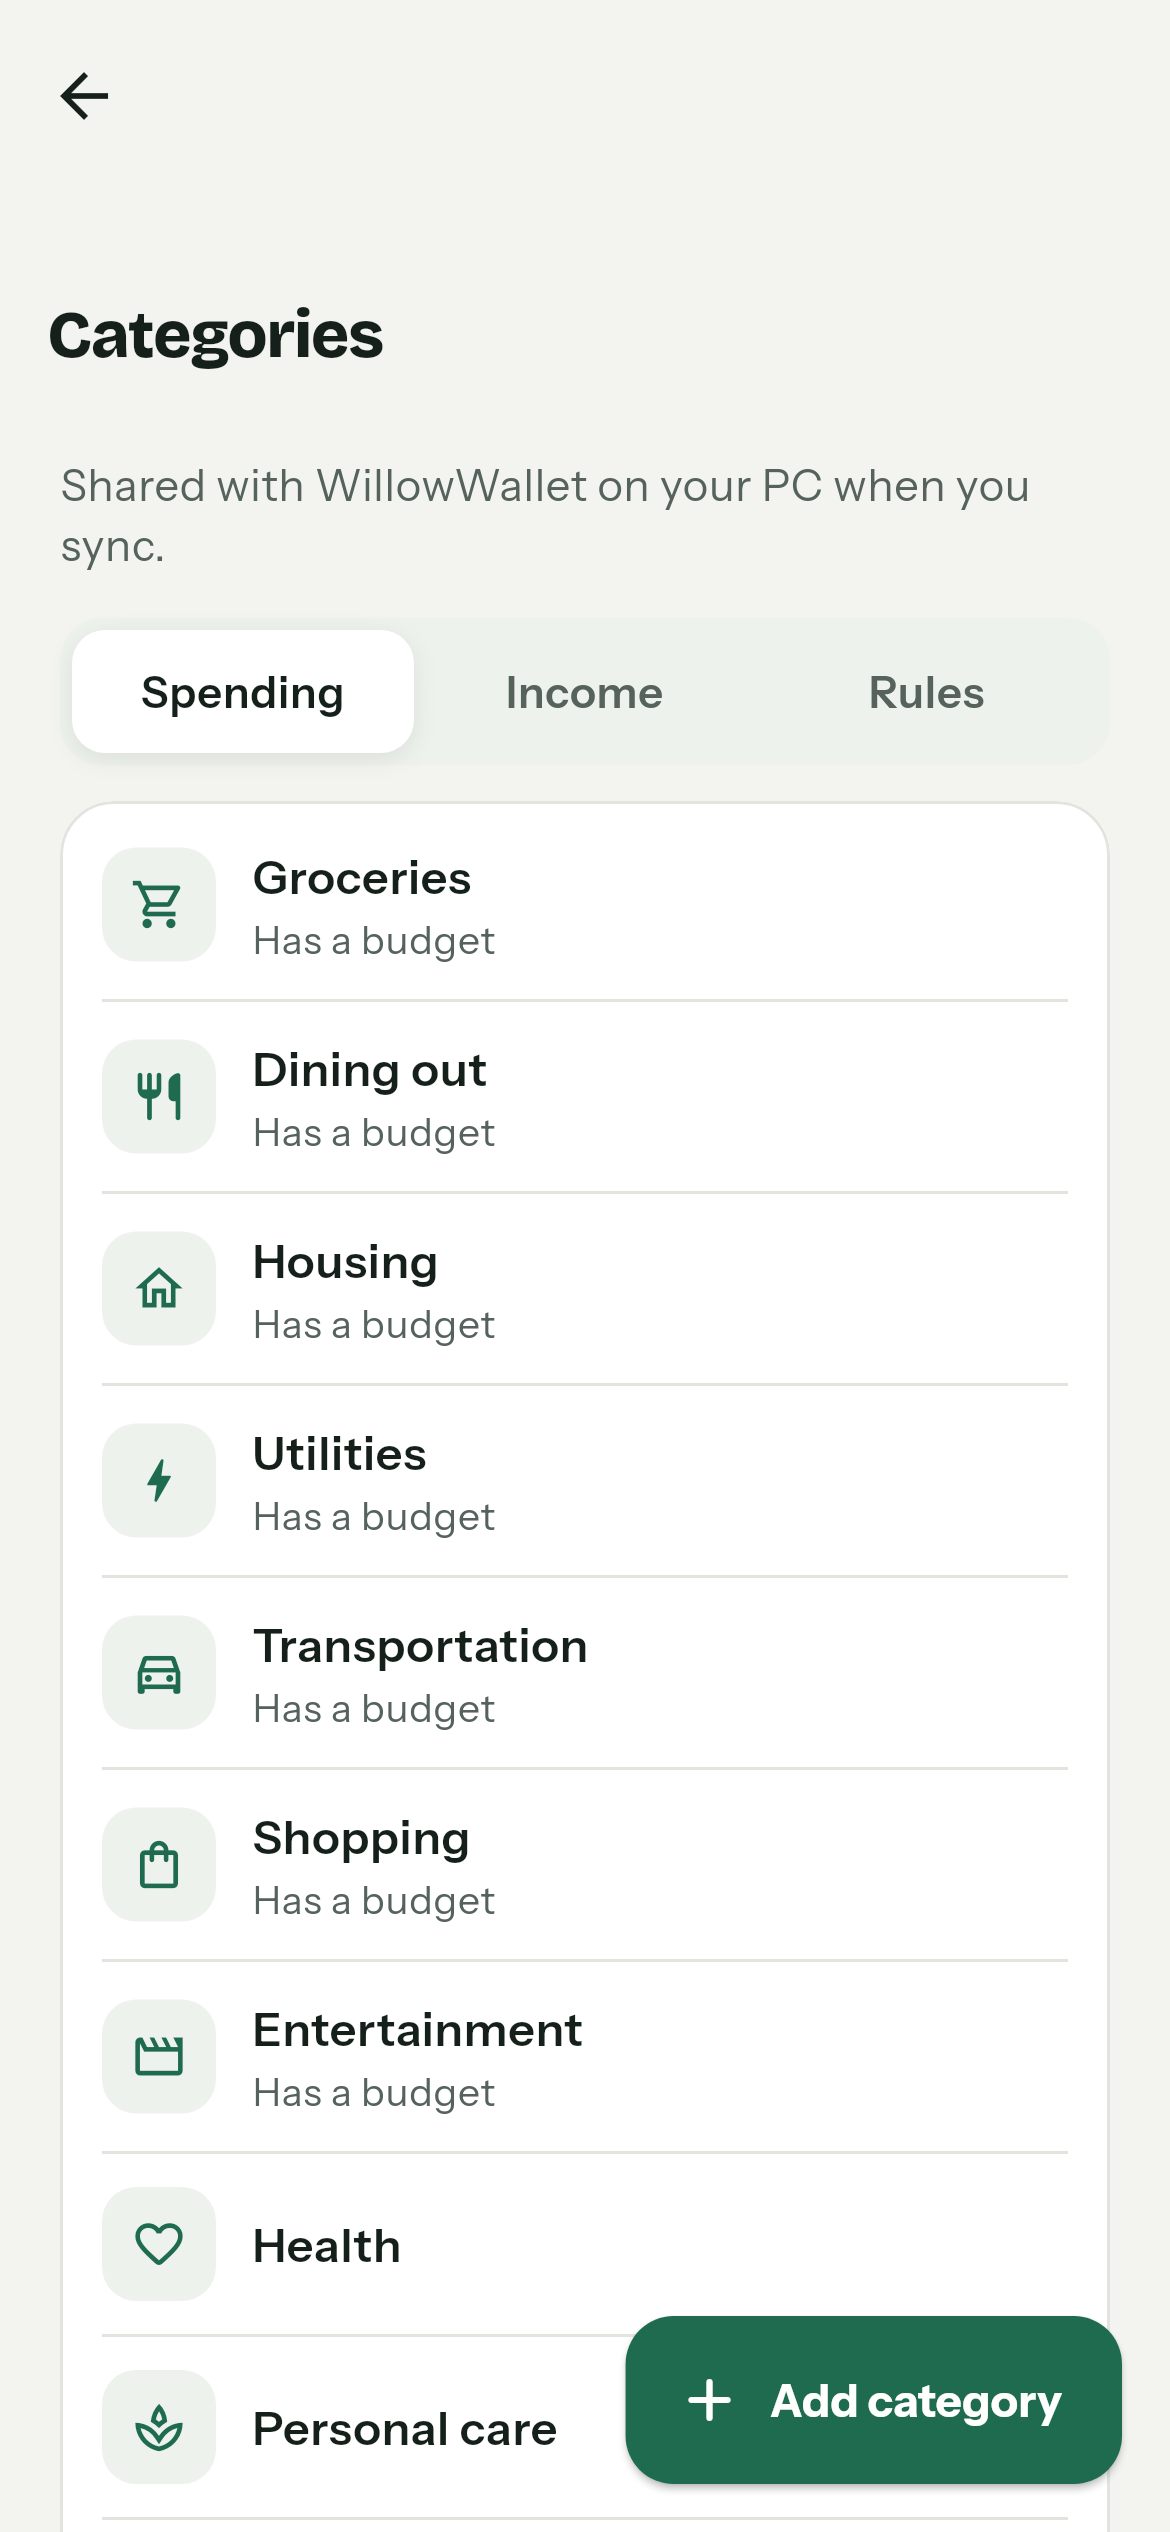 Categories
Shared with WillowWallet on your PC when you
sync.
Spending
Income
Rules
Groceries
Has a budget
Dining out
Has a budget
Housing
Has a budget
Utilities
Has a budget
Transportation
Has a budget
Shopping
Has a budget
Entertainment
Has a budget
Health
Personal care
Add category